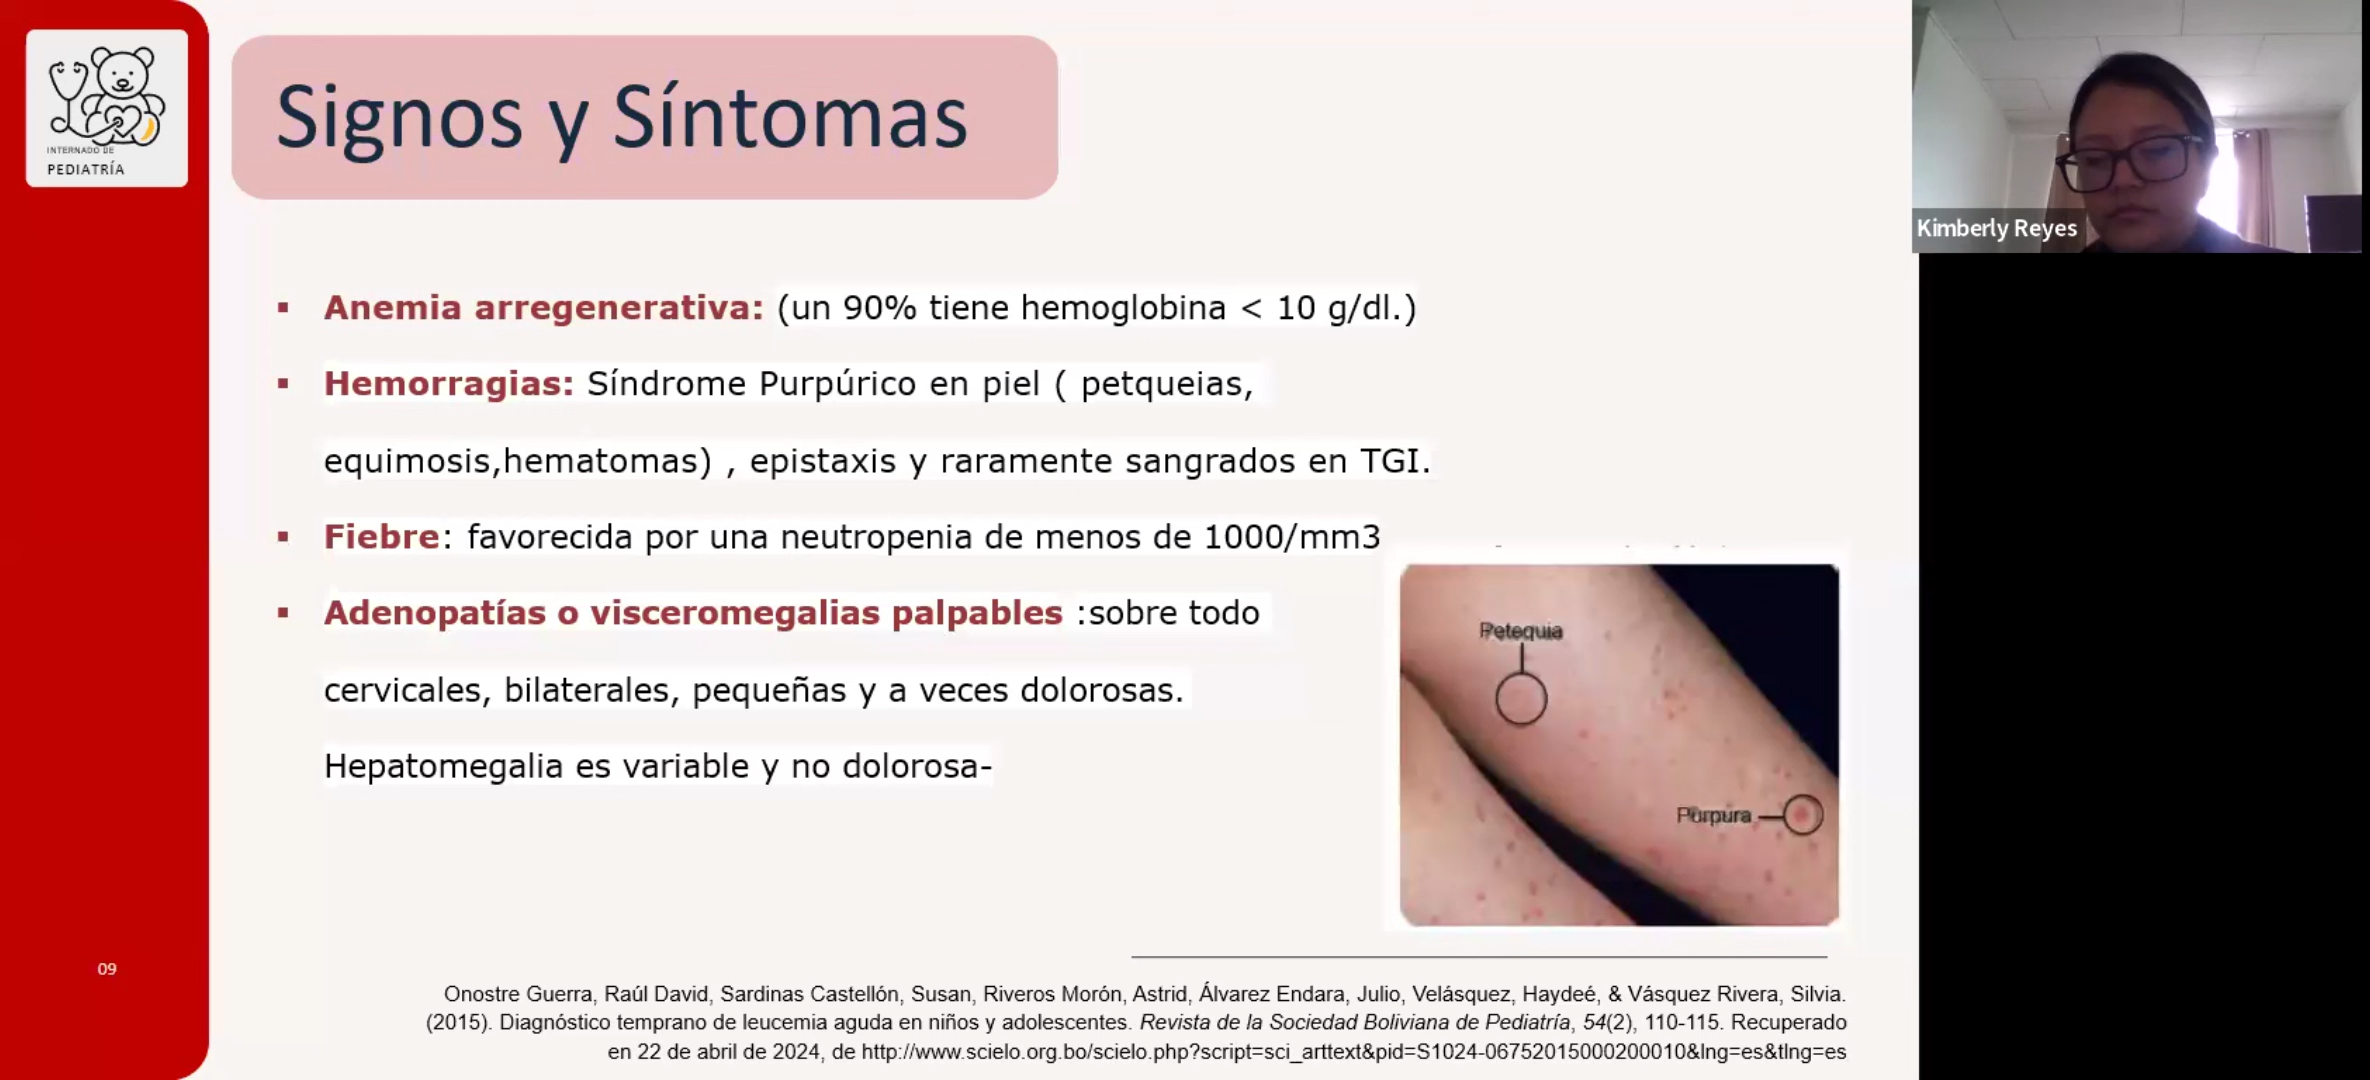 INTERNADO DE
PEDIATRÍA
Signos y Síntomas
Kimberly Reyes
▪ Anemia arregenerativa: (un 90% tiene hemoglobina < 10 g/dl.)
▪ Hemorragias: Síndrome Purpúrico en piel ( petqueias,
equimosis,hematomas) , epistaxis y raramente sangrados en TGI.
▪ Fiebre: favorecida por una neutropenia de menos de 1000/mm3
▪ Adenopatías o visceromegalias palpables :sobre todo
cervicales, bilaterales, pequeñas y a veces dolorosas.
Hepatomegalia es variable y no dolorosa-
Petequia
Púrpura
09
Onostre Guerra, Raúl David, Sardinas Castellón, Susan, Riveros Morón, Astrid, Álvarez Endara, Julio, Velásquez, Haydeé, & Vásquez Rivera, Silvia.
(2015). Diagnóstico temprano de leucemia aguda en niños y adolescentes. Revista de la Sociedad Boliviana de Pediatría, 54(2), 110-115. Recuperado
en 22 de abril de 2024, de http://www.scielo.org.bo/scielo.php?script=sci_arttext&pid=S1024-06752015000200010&lng=es&tlng=es